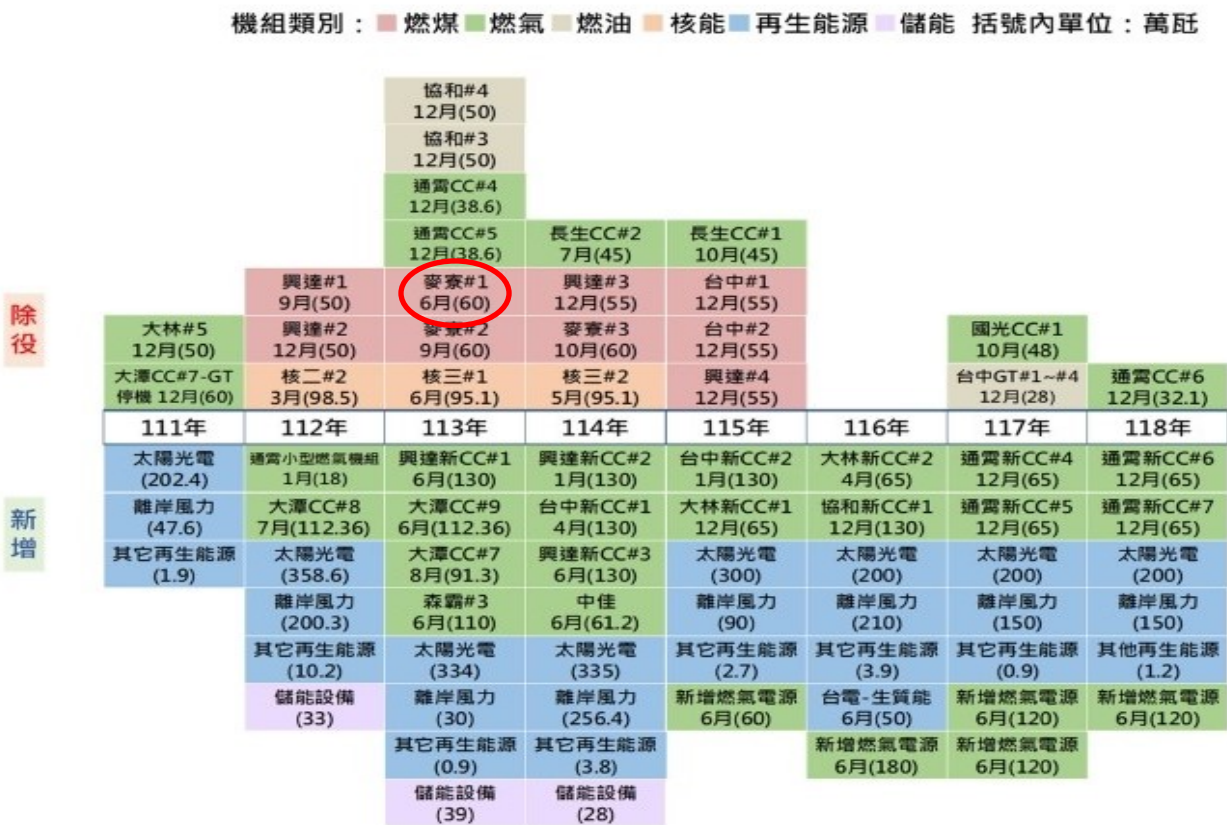 機組類別：燃煤 燃氣 燃油 核能 再生能源 儲能 括號內單位：萬瓩
協和#4
12月(50)
協和#3
12月(50)
通霄CC#4
12月(38.6)
通霄CC#5 長生CC#2 長生CC#1
12月(38.6) 7月(45) 10月(45)
興達#1 麥寮#1 興達#3 台中#1
9月(50) 6月(60) 12月(55) 12月(55)
除役
大林#5 興達#2 麥寮#2 麥寮#3 台中#2 國光CC#1
12月(50) 12月(50) 9月(60) 10月(60) 12月(55) 10月(48)
大潭CC#7-GT 核二#2 核三#1 核三#2 興達#4 台中GT#1~#4 通霄CC#6
停機 12月(60) 3月(98.5) 6月(95.1) 5月(95.1) 12月(55) 12月(28) 12月(32.1)
111年 112年 113年 114年 115年 116年 117年 118年
太陽光電 通霄小型燃氣機組 興達新CC#1 興達新CC#2 台中新CC#2 大林新CC#2 通霄新CC#4 通霄新CC#6
(202.4) 1月(18) 6月(130) 1月(130) 1月(130) 4月(65) 12月(65) 12月(65)
新增
離岸風力 大潭CC#8 大潭CC#9 台中新CC#1 大林新CC#1 協和新CC#1 通霄新CC#5 通霄新CC#7
(47.6) 7月(112.36) 6月(112.36) 4月(130) 12月(65) 12月(130) 12月(65) 12月(65)
其它再生能源 太陽光電 大潭CC#7 興達新CC#3 太陽光電 太陽光電 太陽光電 太陽光電
(1.9) (358.6) 8月(91.3) 6月(130) (300) (200) (200) (200)
離岸風力 森霸#3 中佳 離岸風力 離岸風力 離岸風力 離岸風力
(200.3) 6月(110) 6月(61.2) (90) (210) (150) (150)
其它再生能源 太陽光電 太陽光電 其它再生能源 其它再生能源 其它再生能源 其他再生能源
(10.2) (334) (335) (2.7) (3.9) (0.9) (1.2)
儲能設備 離岸風力 離岸風力 新增燃氣電源 台電-生質能 新增燃氣電源 新增燃氣電源
(33) (30) (256.4) 6月(60) 6月(50) 6月(120) 6月(120)
其它再生能源 其它再生能源 新增燃氣電源 新增燃氣電源
(0.9) (3.8) 6月(180) 6月(120)
儲能設備 儲能設備
(39) (28)